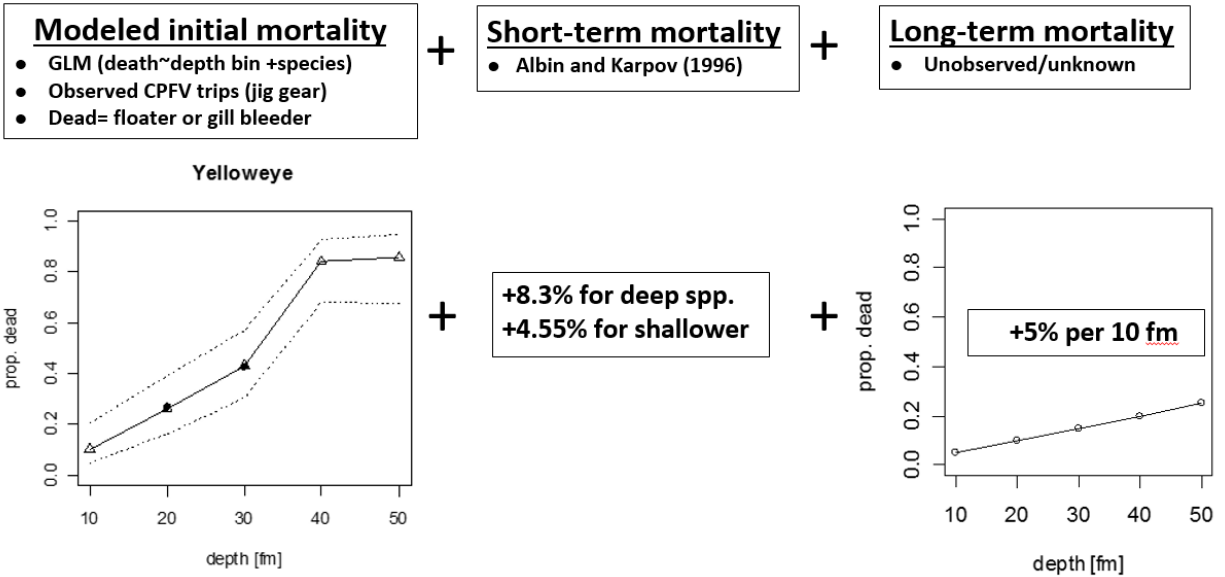 Modeled initial mortality
● GLM (death~depth bin +species)
● Observed CPFV trips (jig gear)
● Dead= floater or gill bleeder
+
Short-term mortality
● Albin and Karpov (1996)
+
Long-term mortality
● Unobserved/unknown
Yelloweye
prop. dead
1.0
0.8
0.6
0.4
0.2
0.0
10 20 30 40 50
depth [fm]
+
+8.3% for deep spp.
+4.55% for shallower
+
prop. dead
1.0
0.8
0.6
0.4
0.2
0.0
+5% per 10 fm
10 20 30 40 50
depth [fm]